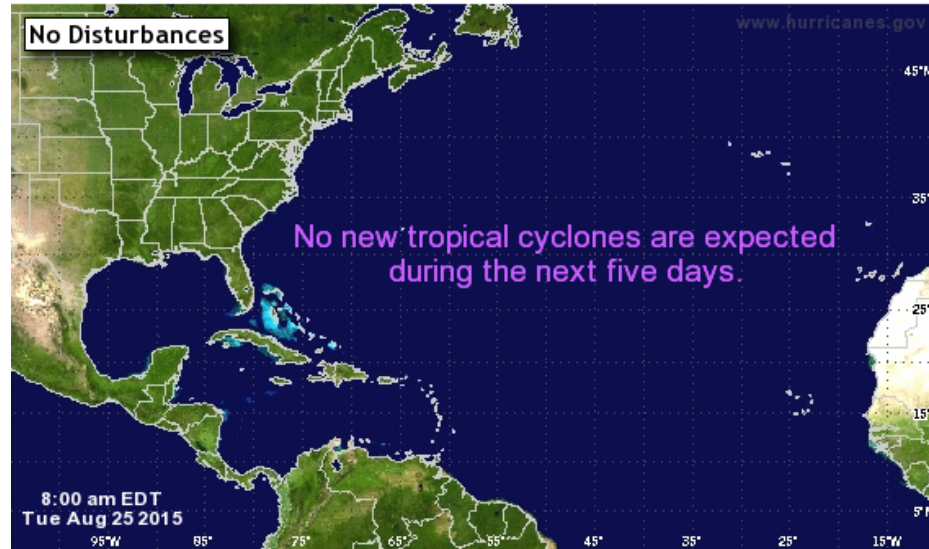 No Disturbances
www.hurricanes.gov
45°N
35°
No new tropical cyclones are expected
during the next five days.
25°
15°
8:00 am EDT
Tue Aug 25 2015
5°N
95°W 85° 75° 65° 55° 45° 35° 25° 15°W